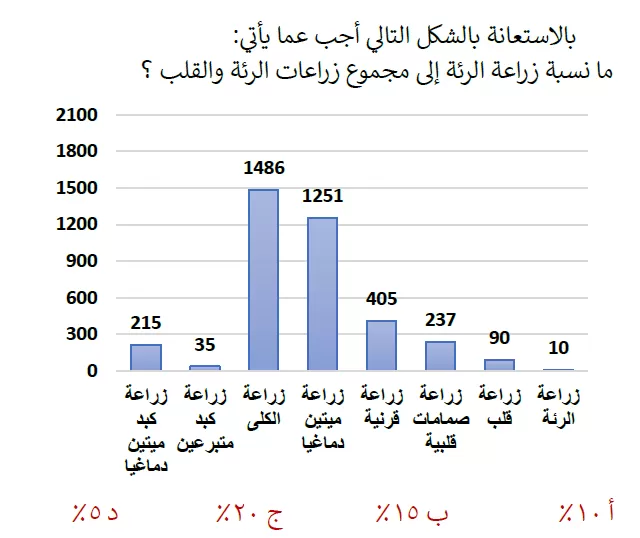 بالاستعانة بالشكل التالي أجب عما يأتي:
ما نسبة زراعة الرئة إلى مجموع زراعات الرئة والقلب ؟
2100
1800
1500
1200
900
600
300
0
215
35
1486
1251
405
237
90
10
زراعة كبد ميتين دماغيا
زراعة كبد متبرعين
زراعة الكلى
زراعة ميتين دماغيا
زراعة قرنية
زراعة صمامات قلبية
زراعة قلب
زراعة الرئة
أ ١٠٪ ب ١٥٪ ج ٢٠٪ د ٥٪